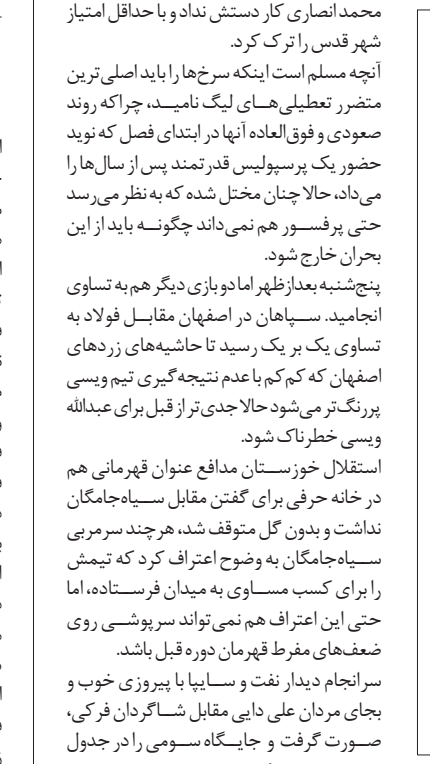 محمد انصاری کار دستش نداد و با حداقل امتیاز
شهر قدس را ترک کرد.
آنچه مسلم است اینکه سرخ‌ها را باید اصلی‌ترین
متضرر تعطیلی‌های لیگ نامید، چراکه روند
صعودی و فوق‌العاده آنها در ابتدای فصل که نوید
حضور یک پرسپولیس قدرتمند پس از سال‌ها را
می‌داد، حالا چنان مختل شده که به نظر می‌رسد
حتی پرفسور هم نمی‌داند چگونه باید از این
بحران خارج شود.
پنج‌شنبه بعدازظهر اما دو بازی دیگر هم به تساوی
انجامید. سپاهان در اصفهان مقابل فولاد به
تساوی یک بر یک رسید تا حاشیه‌های زردهای
اصفهان که کم‌کم با عدم نتیجه‌گیری تیم ویسی
پررنگ‌تر می‌شود حالا جدی‌تر از قبل برای عبدالله
ویسی خطرناک شود.
استقلال خوزستان مدافع عنوان قهرمانی هم
در خانه حرفی برای گفتن مقابل سیاه‌جامگان
نداشت و بدون گل متوقف شد، هرچند سرمربی
سیاه‌جامگان به وضوح اعتراف کرد که تیمش
را برای کسب مساوی به میدان فرستاده، اما
حتی این اعتراف هم نمی‌تواند سرپوشی روی
ضعف‌های مفرط قهرمان دوره قبل باشد.
سرانجام دیدار نفت و سایپا با پیروزی خوب و
بجای مردان علی دایی مقابل شاگردان فرکی،
صورت گرفت و جایگاه سومی را در جدول